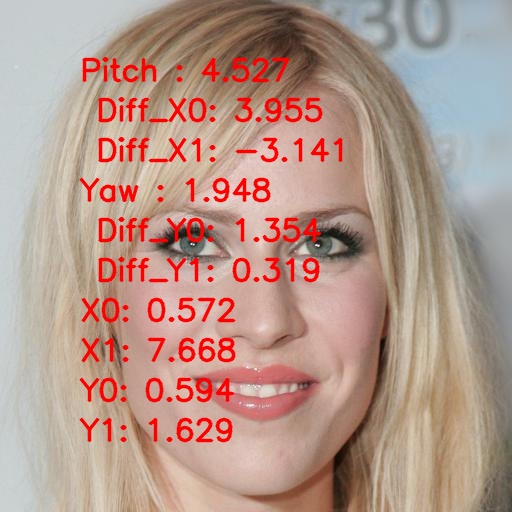 30
Pitch : 4.527
Diff_X0: 3.955
Diff_X1: -3.141
Yaw : 1.948
Diff_Y0: 1.354
Diff_Y1: 0.319
X0: 0.572
X1: 7.668
Y0: 0.594
Y1: 1.629